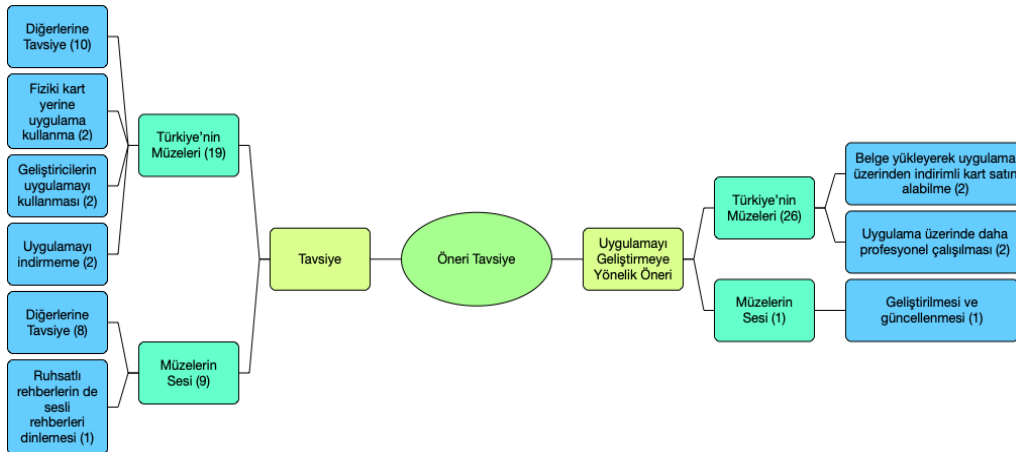 Diğerlerine
Tavsiye (10)
Fiziki kart
yerine
uygulama
kullanma (2)
Geliştiricilerin
uygulamayı
kullanması (2)
Uygulamayı
indirmeme (2)
Diğerlerine
Tavsiye (8)
Ruhsatlı
rehberlerin de
sesli
rehberleri
dinlemesi (1)
Türkiye'nin
Müzeleri (19)
Müzelerin
Sesi (9)
Tavsiye
Öneri Tavsiye
Uygulamayı
Geliştirmeye
Yönelik Öneri
Türkiye'nin
Müzeleri (26)
Müzelerin
Sesi (1)
Belge yükleyerek uygulama
üzerinden indirimli kart satın
alabilme (2)
Uygulama üzerinde daha
profesyonel çalışılması (2)
Geliştirilmesi ve
güncellenmesi (1)